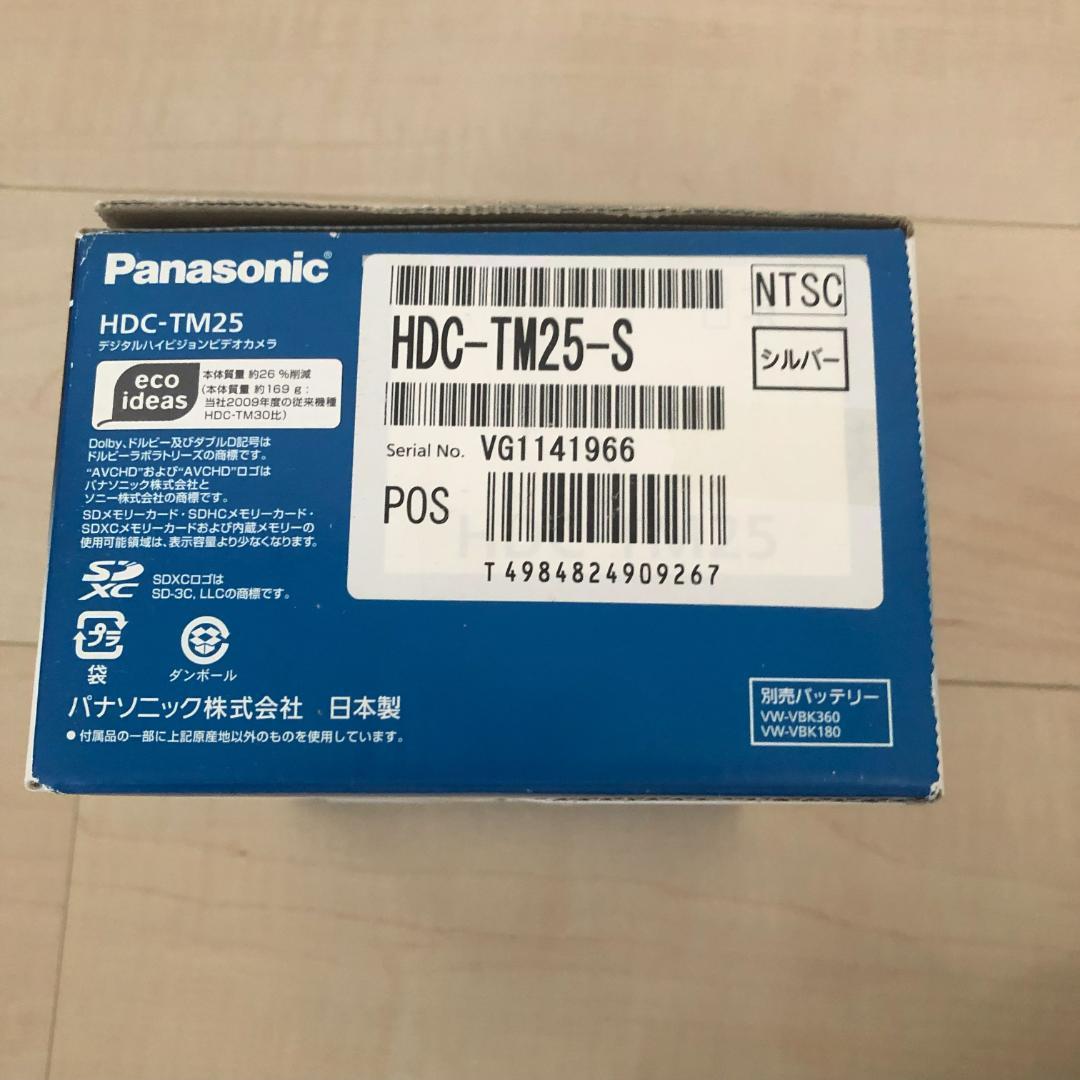 Panasonic®
HDC-TM25
デジタルハイビジョンビデオカメラ
eco
ideas
本体質量 約26 %削減
(本体質量 約169 g：
当社2009年度の従来機種
HDC-TM30比)
Dolby、ドルビー及びダブルD記号は
ドルビーラボラトリーズの商標です。
"AVCHD"および"AVCHD"ロゴは
パナソニック株式会社と
ソニー株式会社の商標です。
SDメモリーカード・SDHCメモリーカード・
SDXCメモリーカードおよび内蔵メモリーの
使用可能領域は、表示容量より少なくなります。
SD
XC
SDXCロゴは
SD-3C, LLCの商標です。
プラ
袋
ダンボール
パナソニック株式会社 日本製
●付属品の一部に上記原産地以外のものを使用しています。
HDC-TM25-S
Serial No. VG1141966
POS
HDC-TM25
T4984824909267
NTSC
シルバー
別売バッテリー
VW-VBK360
VW-VBK180